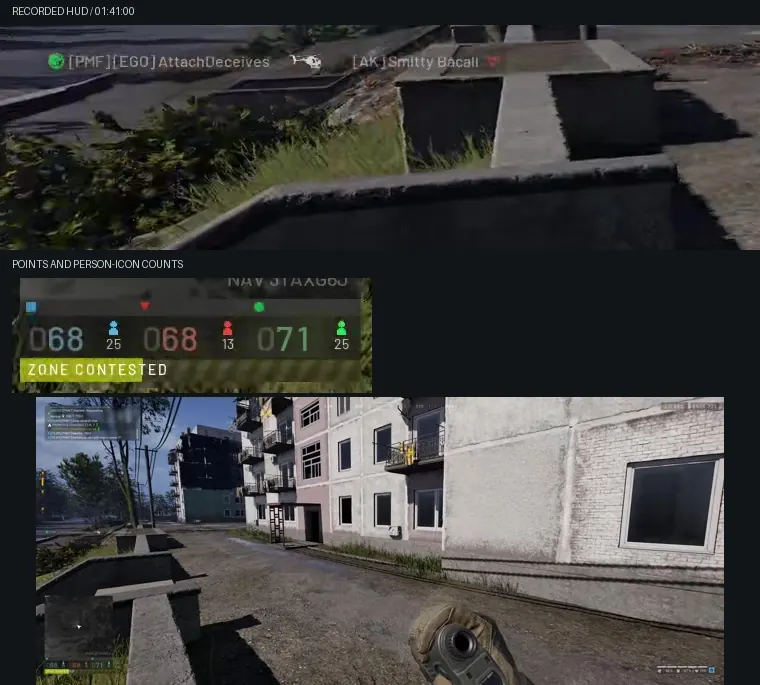 RECORDED HUD / 01:41:00
[PMF][EGO]AttachDeceives [AK]Smitty Bacall
POINTS AND PERSON-ICON COUNTS
068 25 068 13 071 25
ZONE CONTESTED